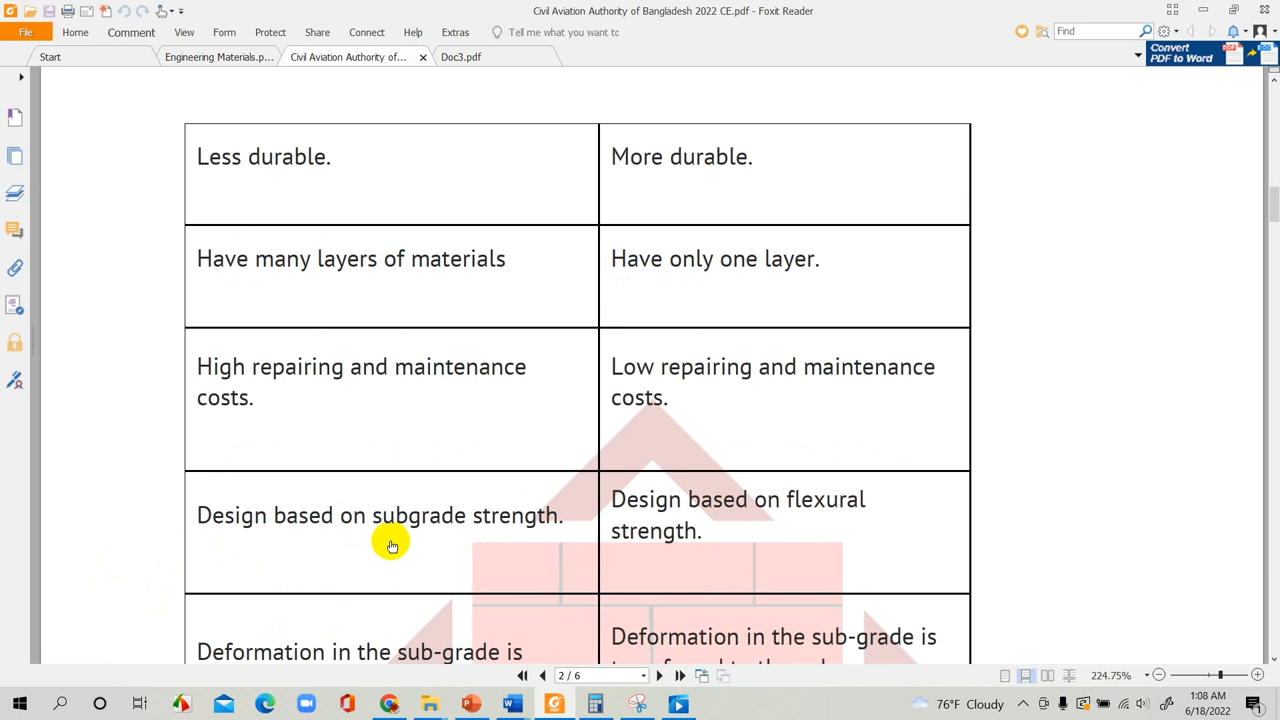 Civil Aviation Authority of Bangladesh 2022 CE.pdf - Foxit Reader
File Home Comment View Form Protect Share Connect Help Extras Tell me what you want to Find
Start Engineering Materials.p... Civil Aviation Authority of... Doc3.pdf
Convert
PDF to Word
Less durable. More durable.
Have many layers of materials Have only one layer.
High repairing and maintenance Low repairing and maintenance
costs. costs.
Design based on subgrade strength. Design based on flexural
strength.
Deformation in the sub-grade is Deformation in the sub-grade is
2 / 6 224.75%
76°F Cloudy 1:08 AM
6/18/2022